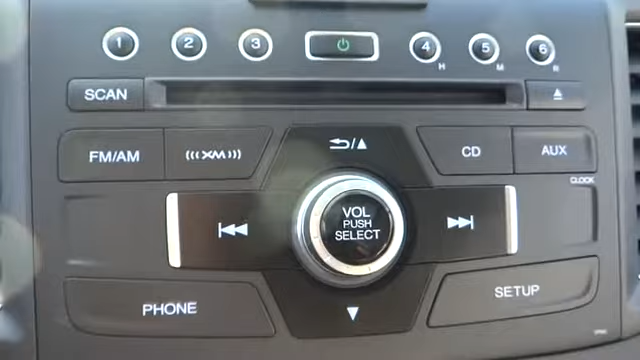 1 2 3 4 5 6
H M R
SCAN
FM/AM XM CD AUX
CLOCK
VOL
PUSH
SELECT
PHONE SETUP